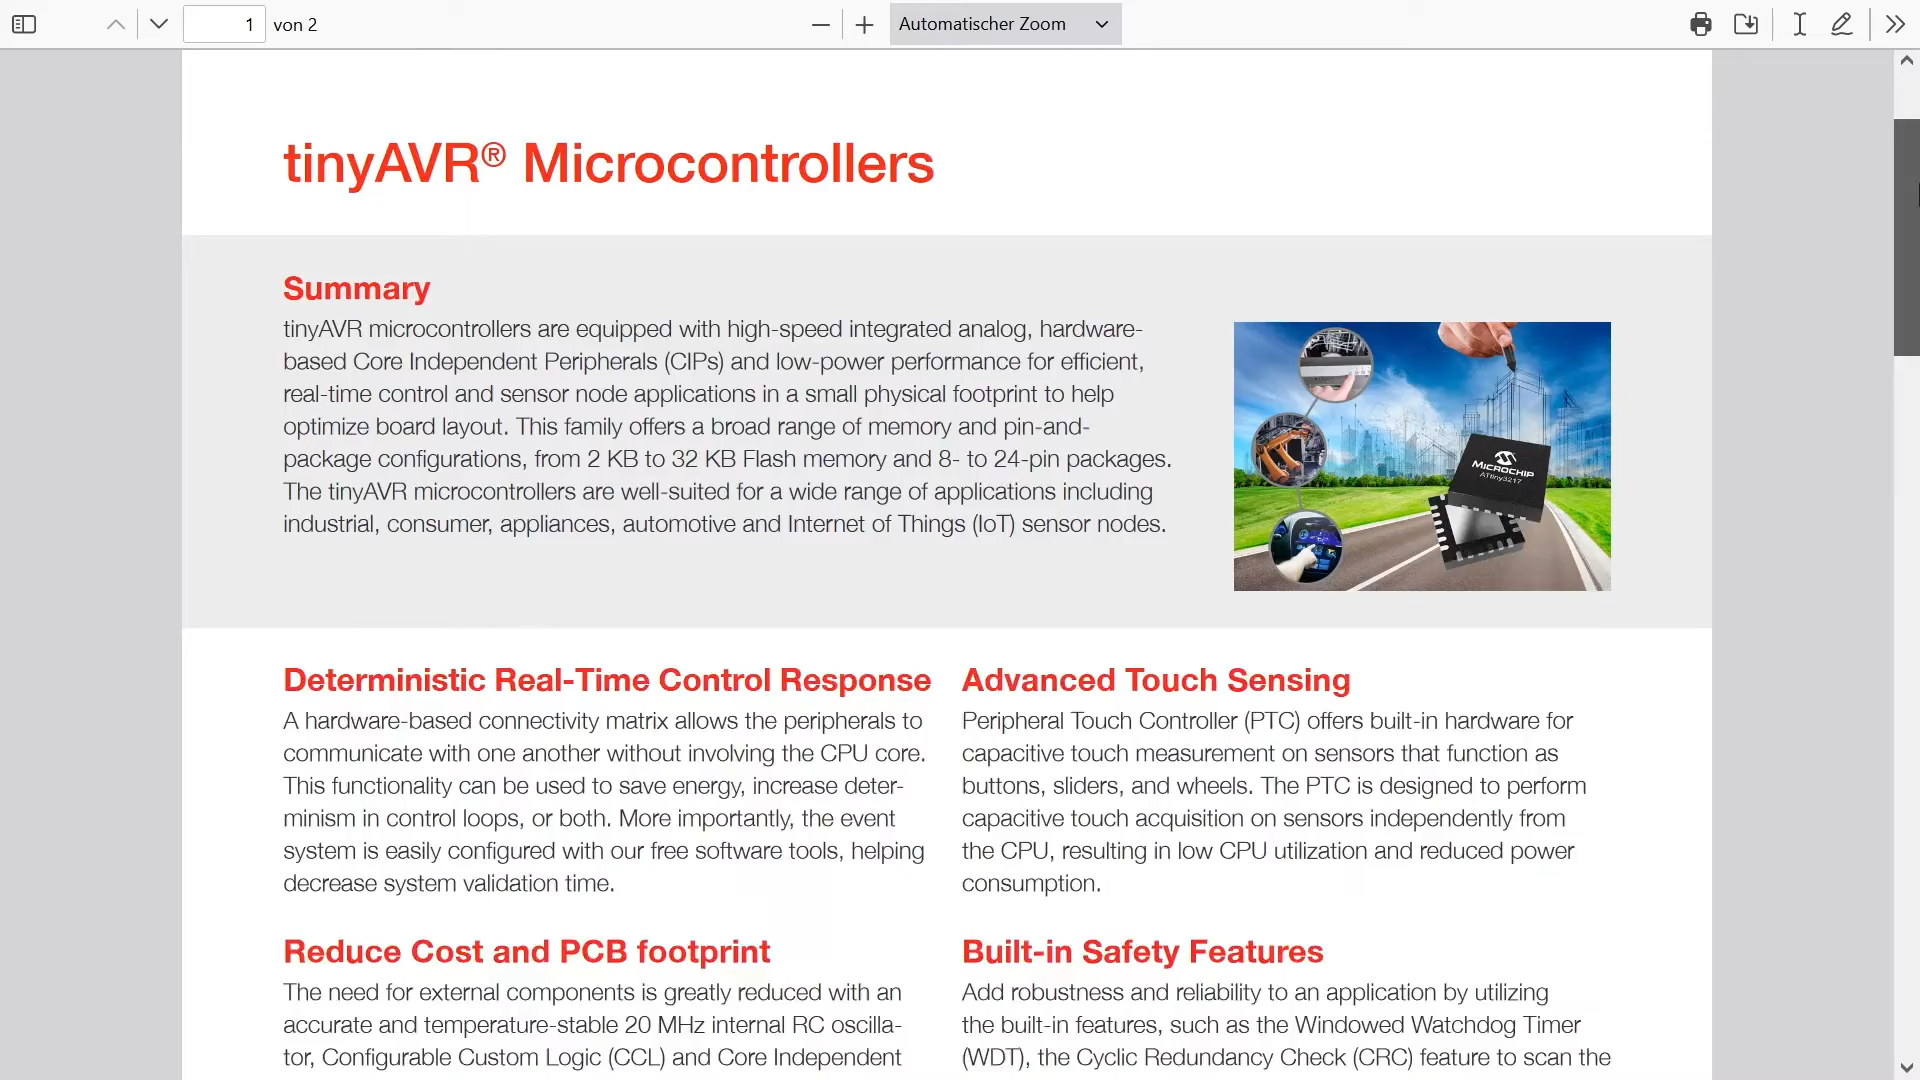 1 von 2 Automatischer Zoom
tinyAVR® Microcontrollers
Summary
tinyAVR microcontrollers are equipped with high-speed integrated analog, hardware-
based Core Independent Peripherals (CIPs) and low-power performance for efficient,
real-time control and sensor node applications in a small physical footprint to help
optimize board layout. This family offers a broad range of memory and pin-and-
package configurations, from 2 KB to 32 KB Flash memory and 8- to 24-pin packages.
The tinyAVR microcontrollers are well-suited for a wide range of applications including
industrial, consumer, appliances, automotive and Internet of Things (IoT) sensor nodes.
MICROCHIP
ATtiny3217
Deterministic Real-Time Control Response
A hardware-based connectivity matrix allows the peripherals to
communicate with one another without involving the CPU core.
This functionality can be used to save energy, increase deter-
minism in control loops, or both. More importantly, the event
system is easily configured with our free software tools, helping
decrease system validation time.
Reduce Cost and PCB footprint
The need for external components is greatly reduced with an
accurate and temperature-stable 20 MHz internal RC oscilla-
tor, Configurable Custom Logic (CCL) and Core Independent
Advanced Touch Sensing
Peripheral Touch Controller (PTC) offers built-in hardware for
capacitive touch measurement on sensors that function as
buttons, sliders, and wheels. The PTC is designed to perform
capacitive touch acquisition on sensors independently from
the CPU, resulting in low CPU utilization and reduced power
consumption.
Built-in Safety Features
Add robustness and reliability to an application by utilizing
the built-in features, such as the Windowed Watchdog Timer
(WDT), the Cyclic Redundancy Check (CRC) feature to scan the